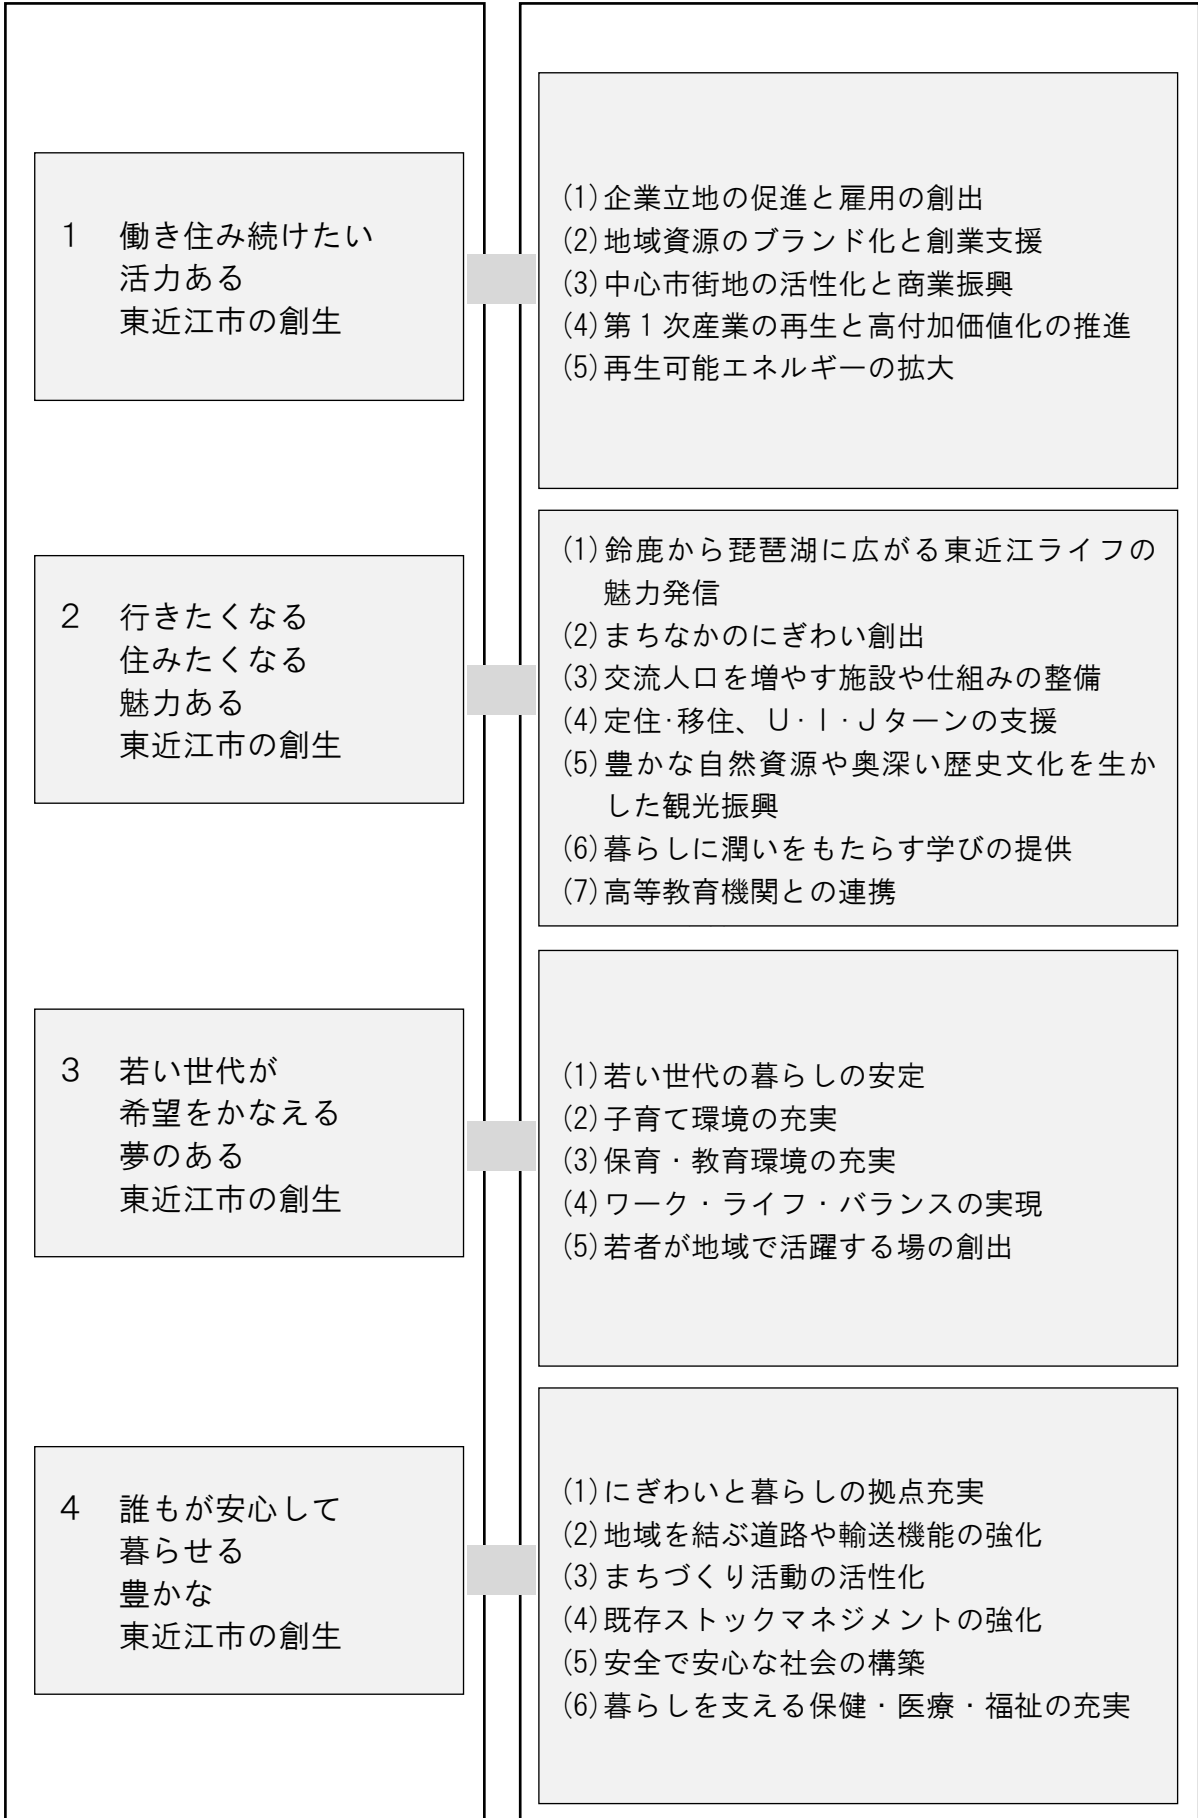 1 働き住み続けたい
活力ある
東近江市の創生
(1)企業立地の促進と雇用の創出
(2)地域資源のブランド化と創業支援
(3)中心市街地の活性化と商業振興
(4)第1次産業の再生と高付加価値化の推進
(5)再生可能エネルギーの拡大
2 行きたくなる
住みたくなる
魅力ある
東近江市の創生
(1)鈴鹿から琵琶湖に広がる東近江ライフの
魅力発信
(2)まちなかのにぎわい創出
(3)交流人口を増やす施設や仕組みの整備
(4)定住・移住、U・I・Jターンの支援
(5)豊かな自然資源や奥深い歴史文化を生か
した観光振興
(6)暮らしに潤いをもたらす学びの提供
(7)高等教育機関との連携
3 若い世代が
希望をかなえる
夢のある
東近江市の創生
(1)若い世代の暮らしの安定
(2)子育て環境の充実
(3)保育・教育環境の充実
(4)ワーク・ライフ・バランスの実現
(5)若者が地域で活躍する場の創出
4 誰もが安心して
暮らせる
豊かな
東近江市の創生
(1)にぎわいと暮らしの拠点充実
(2)地域を結ぶ道路や輸送機能の強化
(3)まちづくり活動の活性化
(4)既存ストックマネジメントの強化
(5)安全で安心な社会の構築
(6)暮らしを支える保健・医療・福祉の充実